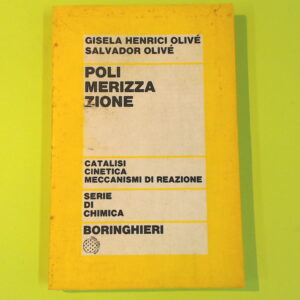 GISELA HENRICI OLIVÉ
SALVADOR OLIVÉ
POLI
MERIZZA
ZIONE
CATALISI
CINETICA
MECCANISMI DI REAZIONE
SERIE
DI
CHIMICA
BORINGHIERI